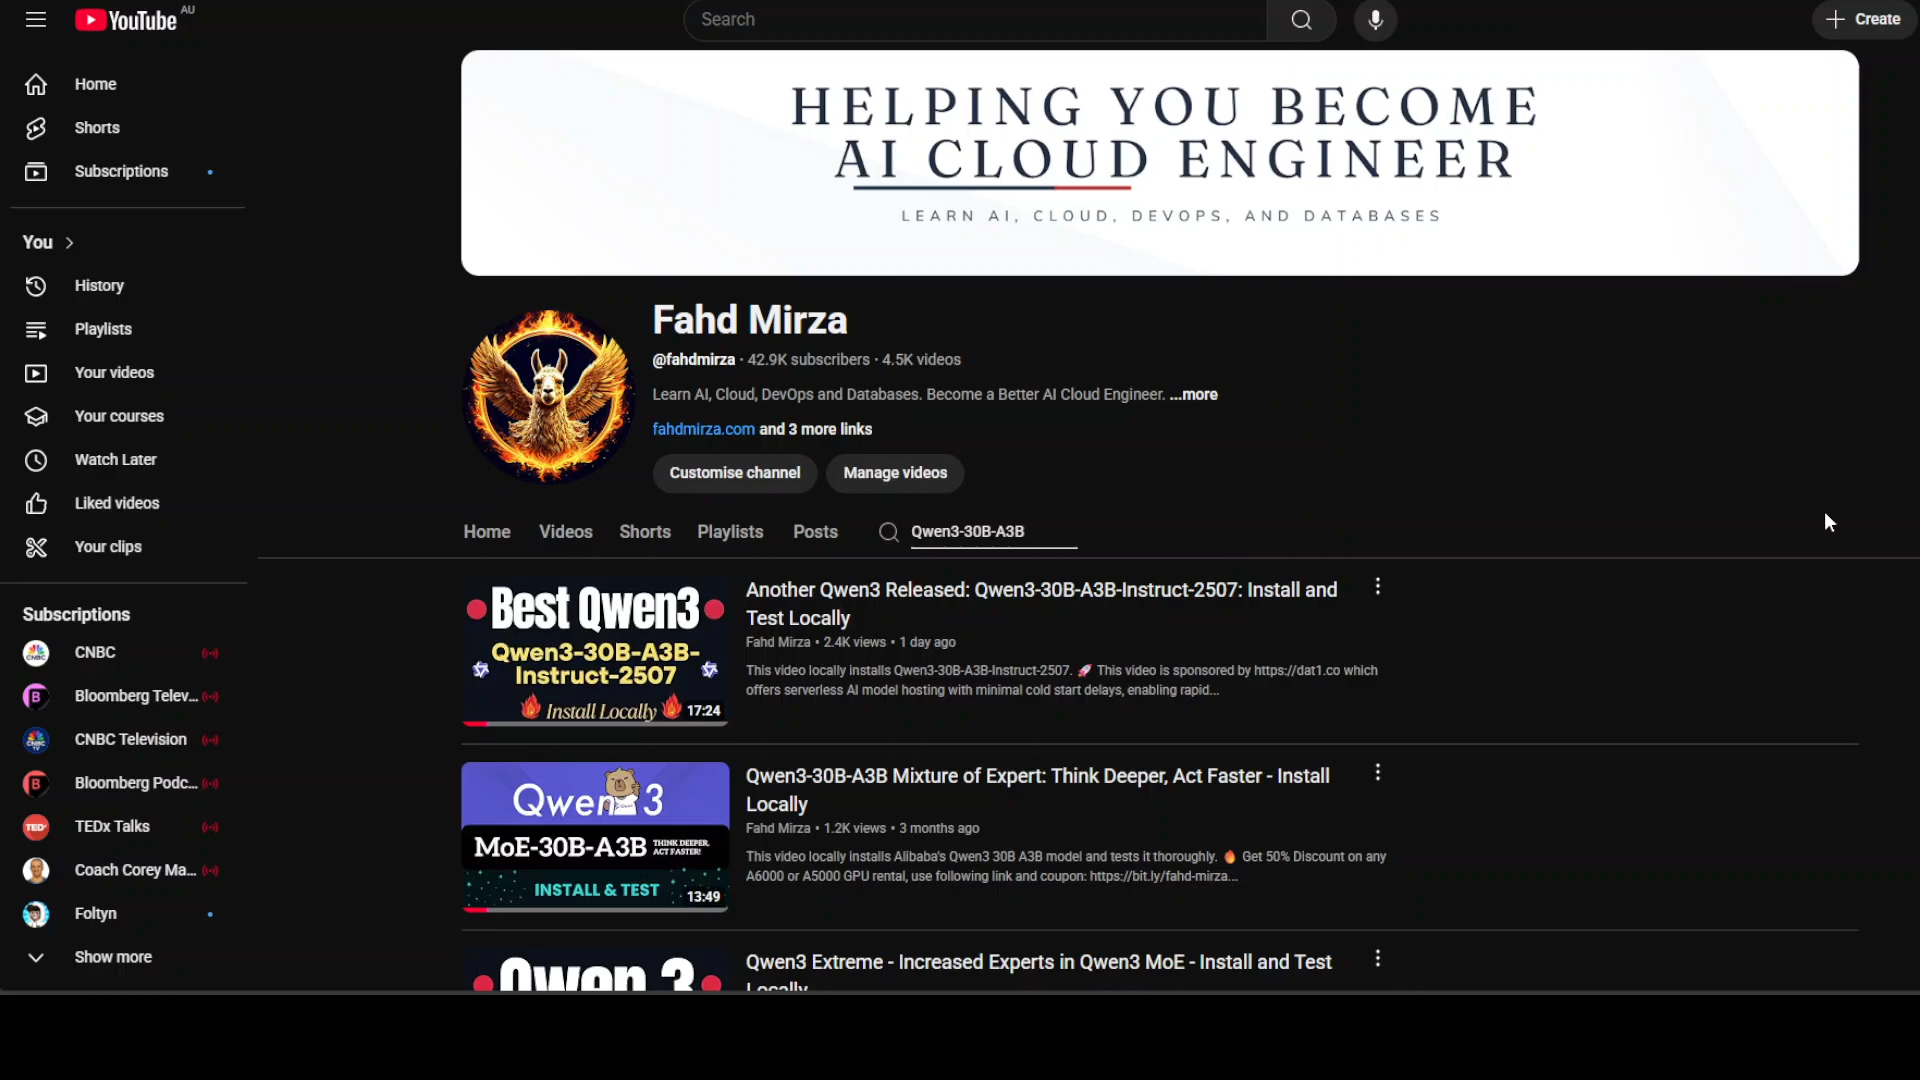 YouTube AU
Search
Create
Home
Shorts
Subscriptions
You
History
Playlists
Your videos
Your courses
Watch Later
Liked videos
Your clips
Subscriptions
CNBC
Bloomberg Telev...
CNBC Television
Bloomberg Podc...
TEDx Talks
Coach Corey Ma...
Foltyn
Show more
HELPING YOU BECOME
AI CLOUD ENGINEER
LEARN AI, CLOUD, DEVOPS, AND DATABASES
Fahd Mirza
@fahdmirza · 42.9K subscribers · 4.5K videos
Learn AI, Cloud, DevOps and Databases. Become a Better AI Cloud Engineer. ...more
fahdmirza.com and 3 more links
Customise channel Manage videos
Home Videos Shorts Playlists Posts Qwen3-30B-A3B
Best Qwen3
Qwen3-30B-A3B-
Instruct-2507
Install Locally
17:24
Another Qwen3 Released: Qwen3-30B-A3B-Instruct-2507: Install and
Test Locally
Fahd Mirza • 2.4K views • 1 day ago
This video locally installs Qwen3-30B-A3B-Instruct-2507. 🚀 This video is sponsored by https://dat1.co which
offers serverless AI model hosting with minimal cold start delays, enabling rapid...
Qwen 3
MoE-30B-A3B THINK DEEPER,
ACT FASTER!
INSTALL & TEST
13:49
Qwen3-30B-A3B Mixture of Expert: Think Deeper, Act Faster - Install
Locally
Fahd Mirza • 1.2K views • 3 months ago
This video locally installs Alibaba's Qwen3 30B A3B model and tests it thoroughly. 🔥 Get 50% Discount on any
A6000 or A5000 GPU rental, use following link and coupon: https://bit.ly/fahd-mirza...
Qwen 3
Qwen3 Extreme - Increased Experts in Qwen3 MoE - Install and Test
Locally